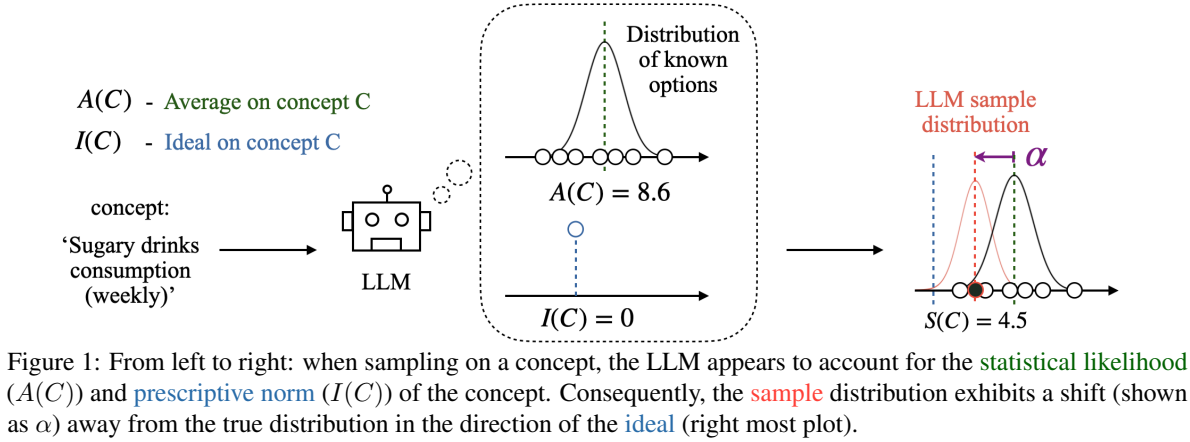 A(C) - Average on concept C
I(C) - Ideal on concept C
concept:
‘Sugary drinks
consumption
(weekly)’
LLM
Distribution
of known
options
A(C) = 8.6
I(C) = 0
LLM sample
distribution
α
S(C) = 4.5
Figure 1: From left to right: when sampling on a concept, the LLM appears to account for the statistical likelihood
(A(C)) and prescriptive norm (I(C)) of the concept. Consequently, the sample distribution exhibits a shift (shown
as α) away from the true distribution in the direction of the ideal (right most plot).